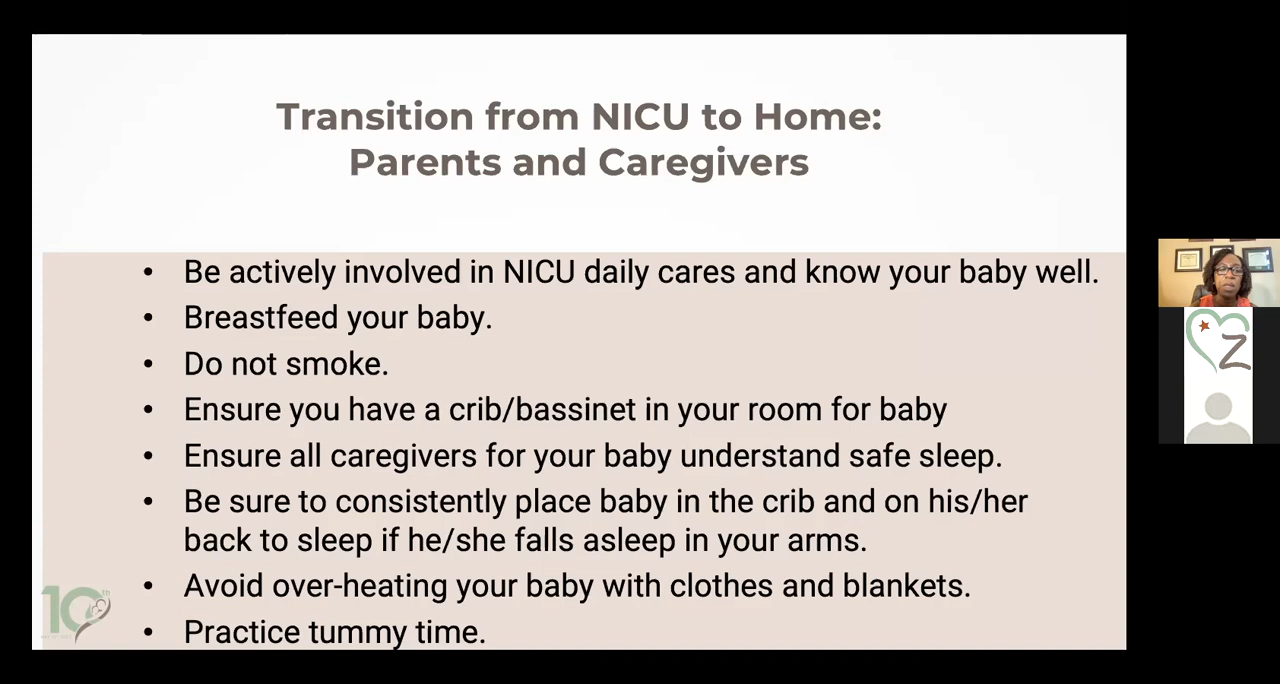 Transition from NICU to Home:
Parents and Caregivers
• Be actively involved in NICU daily cares and know your baby well.
• Breastfeed your baby.
• Do not smoke.
• Ensure you have a crib/bassinet in your room for baby
• Ensure all caregivers for your baby understand safe sleep.
• Be sure to consistently place baby in the crib and on his/her
back to sleep if he/she falls asleep in your arms.
• Avoid over-heating your baby with clothes and blankets.
• Practice tummy time.
10th
Z